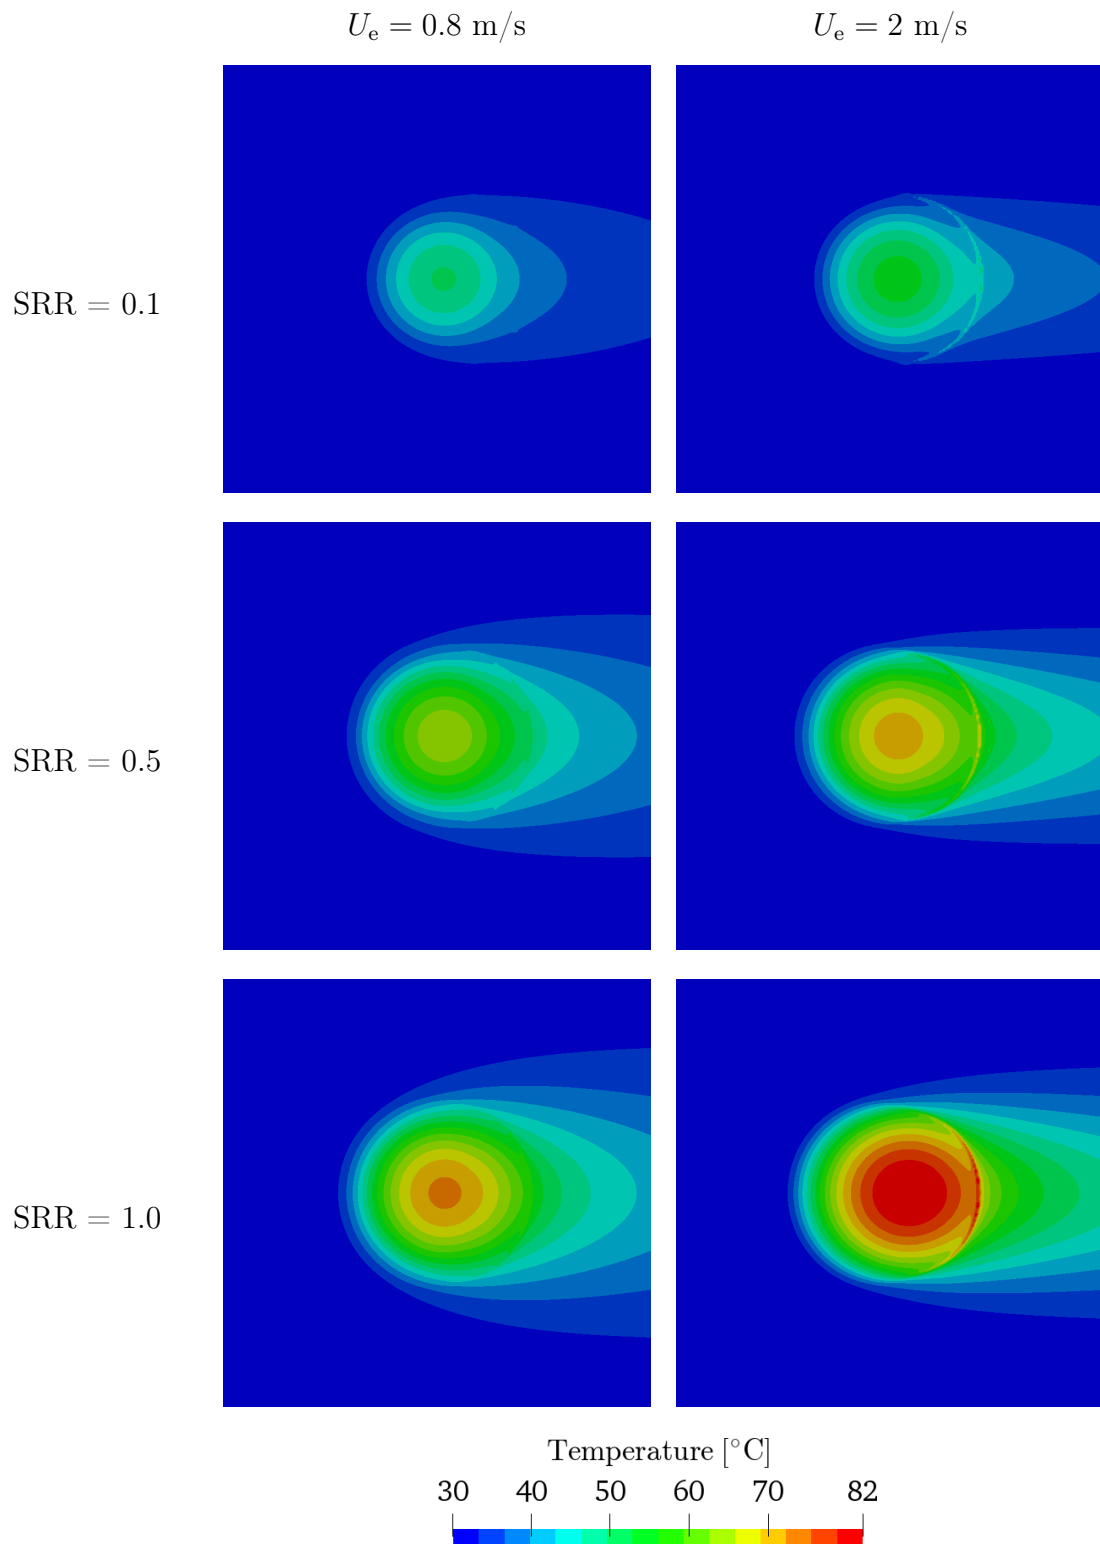 U_e = 0.8 m/s
U_e = 2 m/s
SRR = 0.1
SRR = 0.5
SRR = 1.0
Temperature [°C]
30 40 50 60 70 82